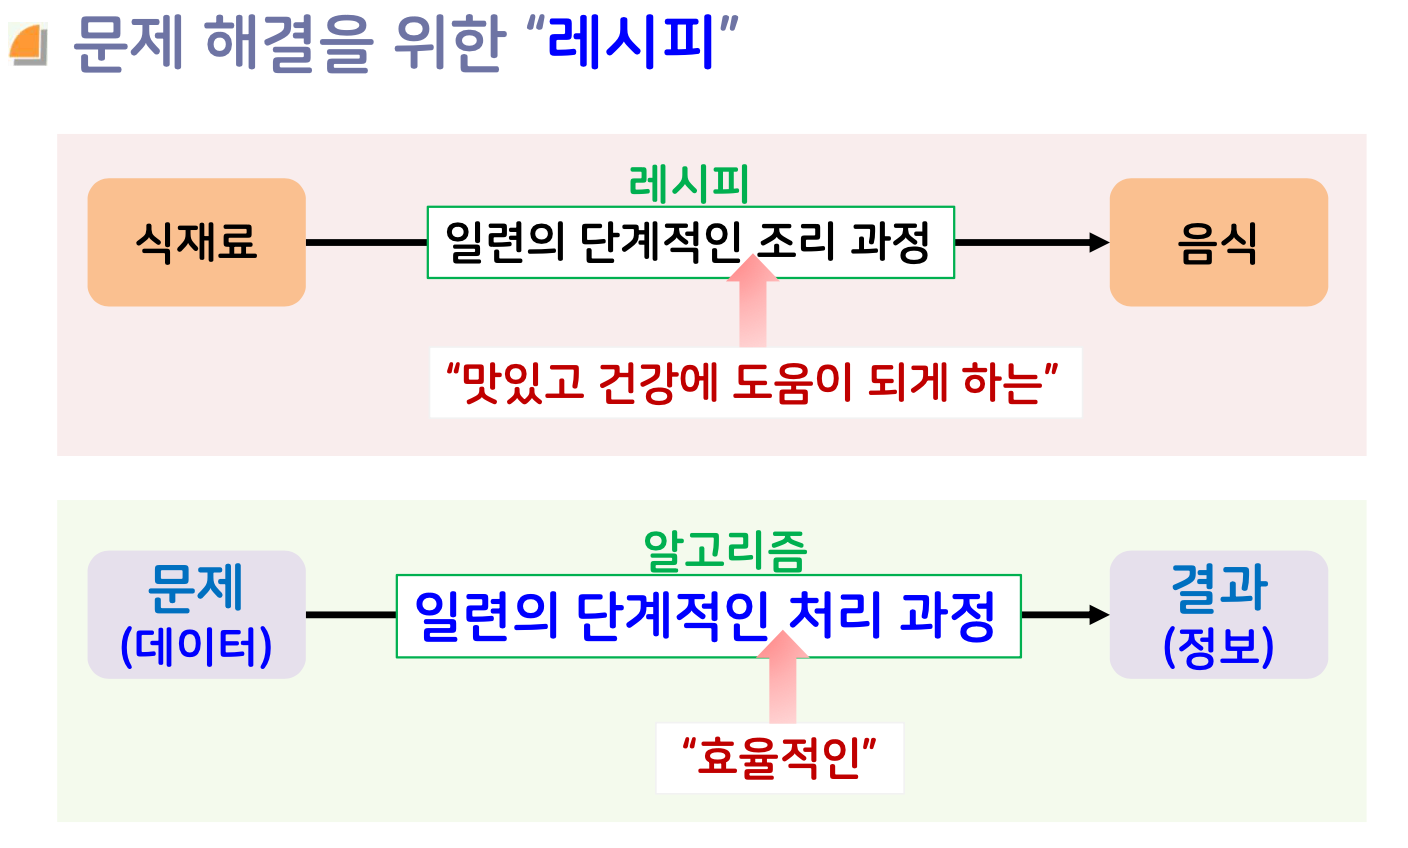 문제 해결을 위한 “레시피”
레시피
식재료
일련의 단계적인 조리 과정
음식
“맛있고 건강에 도움이 되게 하는”
알고리즘
문제
(데이터)
일련의 단계적인 처리 과정
결과
(정보)
“효율적인”